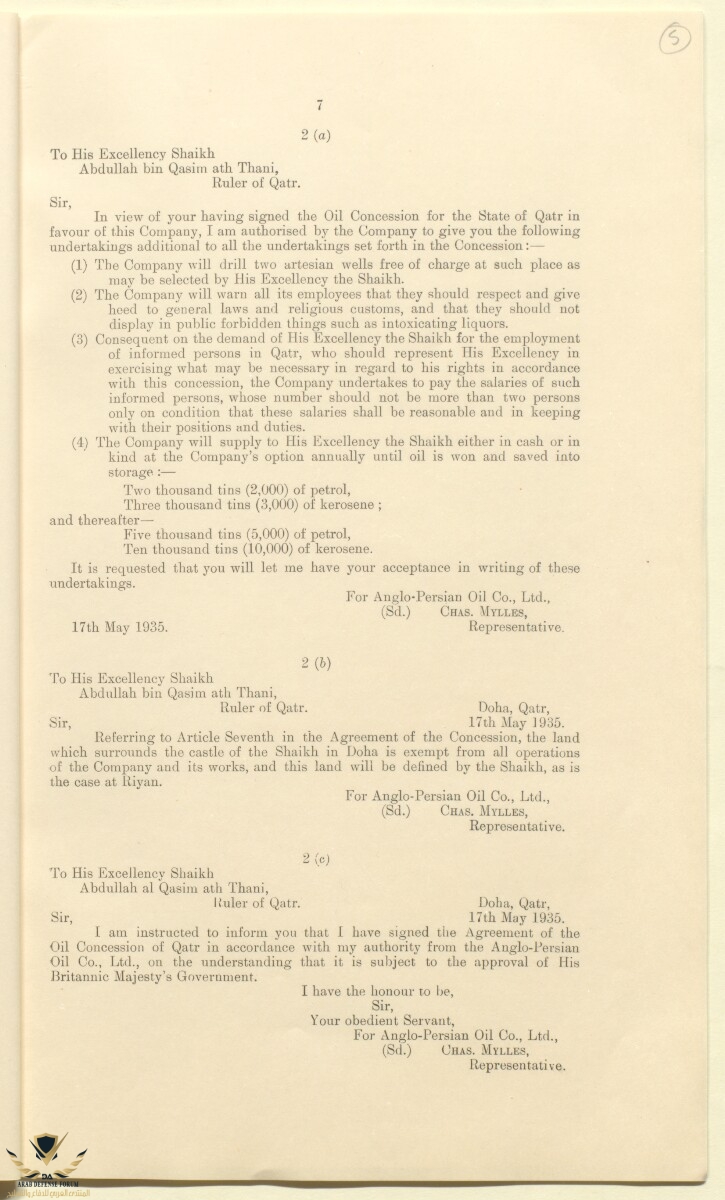 5
7
2 (a)
To His Excellency Shaikh
Abdullah bin Qasim ath Thani,
Ruler of Qatr.
Sir,
In view of your having signed the Oil Concession for the State of Qatr in
favour of this Company, I am authorised by the Company to give you the following
undertakings additional to all the undertakings set forth in the Concession :—
(1) The Company will drill two artesian wells free of charge at such place as
may be selected by His Excellency the Shaikh.
(2) The Company will warn all its employees that they should respect and give
heed to general laws and religious customs, and that they should not
display in public forbidden things such as intoxicating liquors.
(3) Consequent on the demand of His Excellency the Shaikh for the employment
of informed persons in Qatr, who should represent His Excellency in
exercising what may be necessary in regard to his rights in accordance
with this concession, the Company undertakes to pay the salaries of such
informed persons, whose number should not be more than two persons
only on condition that these salaries shall be reasonable and in keeping
with their positions and duties.
(4) The Company will supply to His Excellency the Shaikh either in cash or in
kind at the Company's option annually until oil is won and saved into
storage :—
Two thousand tins (2,000) of petrol,
Three thousand tins (3,000) of kerosene ;
and thereafter—
Five thousand tins (5,000) of petrol,
Ten thousand tins (10,000) of kerosene.
It is requested that you will let me have your acceptance in writing of these
undertakings.
For Anglo-Persian Oil Co., Ltd.,
(Sd.) CHAS. MYLLES,
17th May 1935. Representative.
2 (b)
To His Excellency Shaikh
Abdullah bin Qasim ath Thani,
Ruler of Qatr. Doha, Qatr,
Sir, 17th May 1935.
Referring to Article Seventh in the Agreement of the Concession, the land
which surrounds the castle of the Shaikh in Doha is exempt from all operations
of the Company and its works, and this land will be defined by the Shaikh, as is
the case at Riyan.
For Anglo-Persian Oil Co., Ltd.,
(Sd.) CHAS. MYLLES,
Representative.
2 (c)
To His Excellency Shaikh
Abdullah al Qasim ath Thani,
Ruler of Qatr. Doha, Qatr,
Sir, 17th May 1935.
I am instructed to inform you that I have signed the Agreement of the
Oil Concession of Qatr in accordance with my authority from the Anglo-Persian
Oil Co., Ltd., on the understanding that it is subject to the approval of His
Britannic Majesty's Government.
I have the honour to be,
Sir,
Your obedient Servant,
For Anglo-Persian Oil Co., Ltd.,
(Sd.) CHAS. MYLLES,
Representative.
DA
ARAB DEFENSE FORUM
المنتدى العربي للدفاع والتسليح